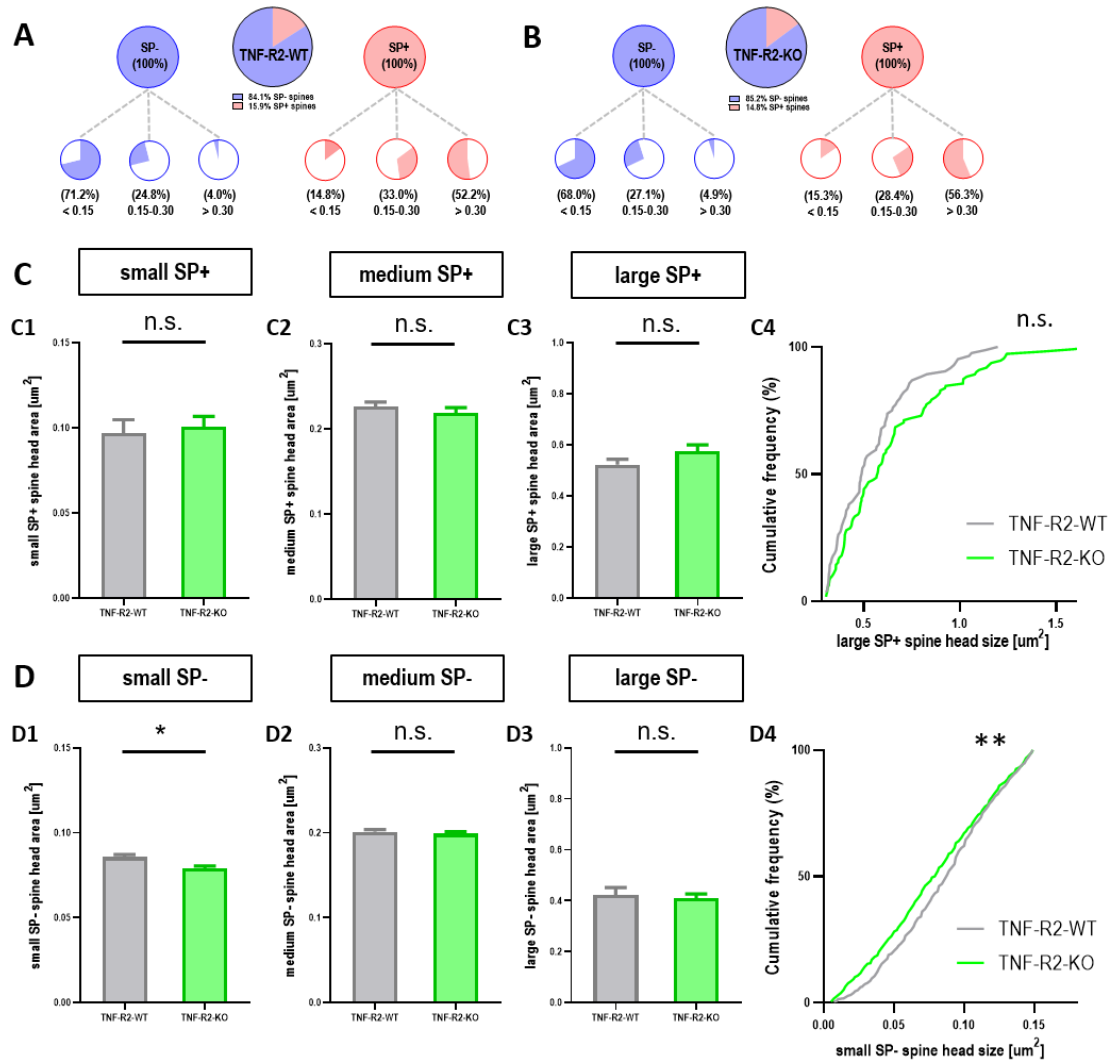 A
SP-
(100%)
TNF-R2-WT
84.1% SP- spines
15.9% SP+ spines
SP+
(100%)
(71.2%)
< 0.15
(24.8%)
0.15-0.30
(4.0%)
> 0.30
(14.8%)
< 0.15
(33.0%)
0.15-0.30
(52.2%)
> 0.30
B
SP-
(100%)
TNF-R2-KO
85.2% SP- spines
14.8% SP+ spines
SP+
(100%)
(68.0%)
< 0.15
(27.1%)
0.15-0.30
(4.9%)
> 0.30
(15.3%)
< 0.15
(28.4%)
0.15-0.30
(56.3%)
> 0.30
C
small SP+
medium SP+
large SP+
C1
n.s.
small SP+ spine head area [um²]
0.15
0.10
0.05
0.00
TNF-R2-WT
TNF-R2-KO
C2
n.s.
medium SP+ spine head area [um²]
0.3
0.2
0.1
0.0
TNF-R2-WT
TNF-R2-KO
C3
n.s.
large SP+ spine head area [um²]
1.0
0.8
0.6
0.4
0.2
0.0
TNF-R2-WT
TNF-R2-KO
C4
n.s.
Cumulative frequency (%)
100
50
0
TNF-R2-WT
TNF-R2-KO
0.5
1.0
1.5
large SP+ spine head size [um²]
D
small SP-
medium SP-
large SP-
D1
*
small SP- spine head area [um²]
0.15
0.10
0.05
0.00
TNF-R2-WT
TNF-R2-KO
D2
n.s.
medium SP- spine head area [um²]
0.3
0.2
0.1
0.0
TNF-R2-WT
TNF-R2-KO
D3
n.s.
large SP- spine head area [um²]
1.0
0.8
0.6
0.4
0.2
0.0
TNF-R2-WT
TNF-R2-KO
D4
**
Cumulative frequency (%)
100
50
0
TNF-R2-WT
TNF-R2-KO
0.00
0.05
0.10
0.15
small SP- spine head size [um²]